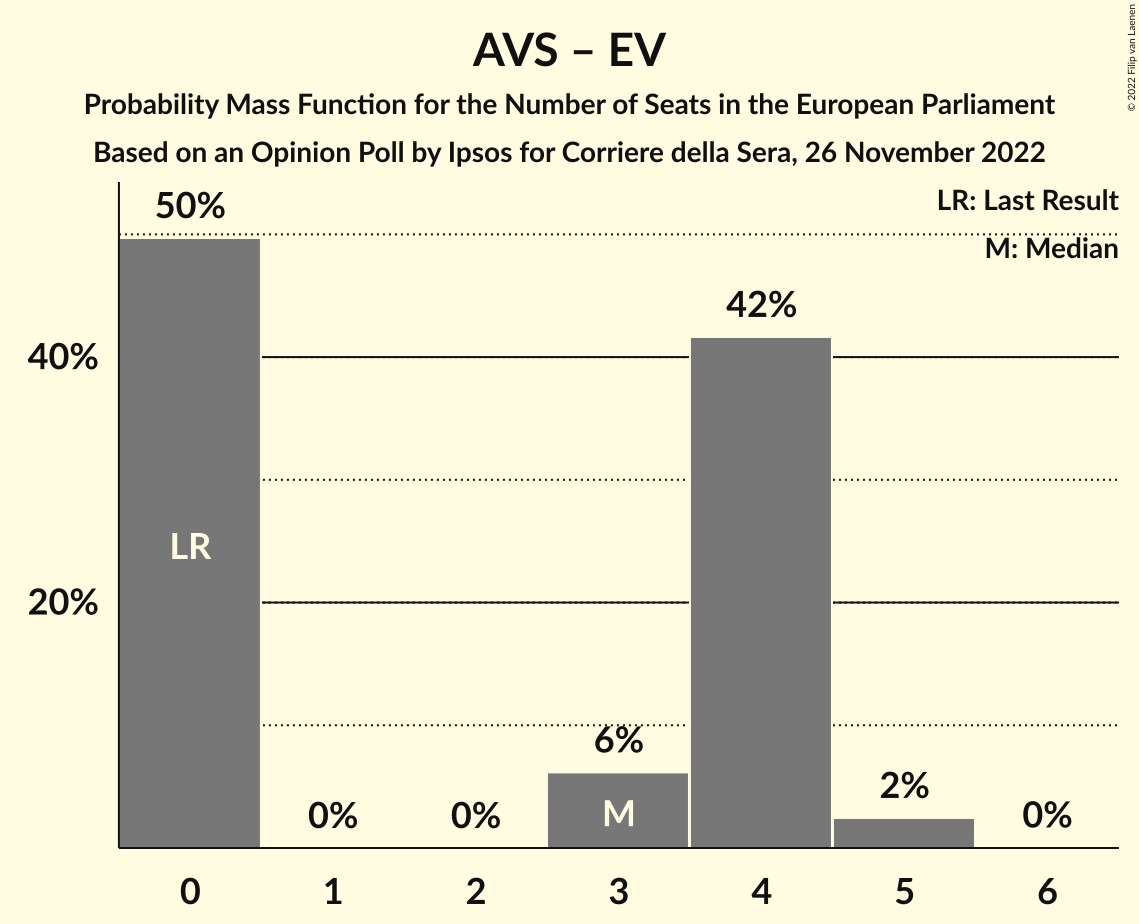 AVS – EV
Probability Mass Function for the Number of Seats in the European Parliament
Based on an Opinion Poll by Ipsos for Corriere della Sera, 26 November 2022
© 2022 Filip van Laenen
LR: Last Result
M: Median
50%
42%
40%
LR
20%
6%
2%
0%
0%
M
0%
0 1 2 3 4 5 6